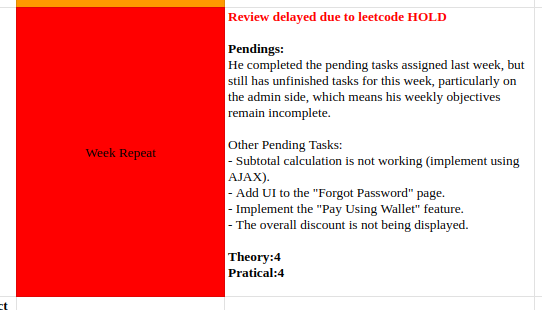 Review delayed due to leetcode HOLD
Pendings:
He completed the pending tasks assigned last week, but
still has unfinished tasks for this week, particularly on
the admin side, which means his weekly objectives
remain incomplete.
Week Repeat
Other Pending Tasks:
- Subtotal calculation is not working (implement using
AJAX).
- Add UI to the "Forgot Password" page.
- Implement the "Pay Using Wallet" feature.
- The overall discount is not being displayed.
Theory:4
Pratical:4
ct